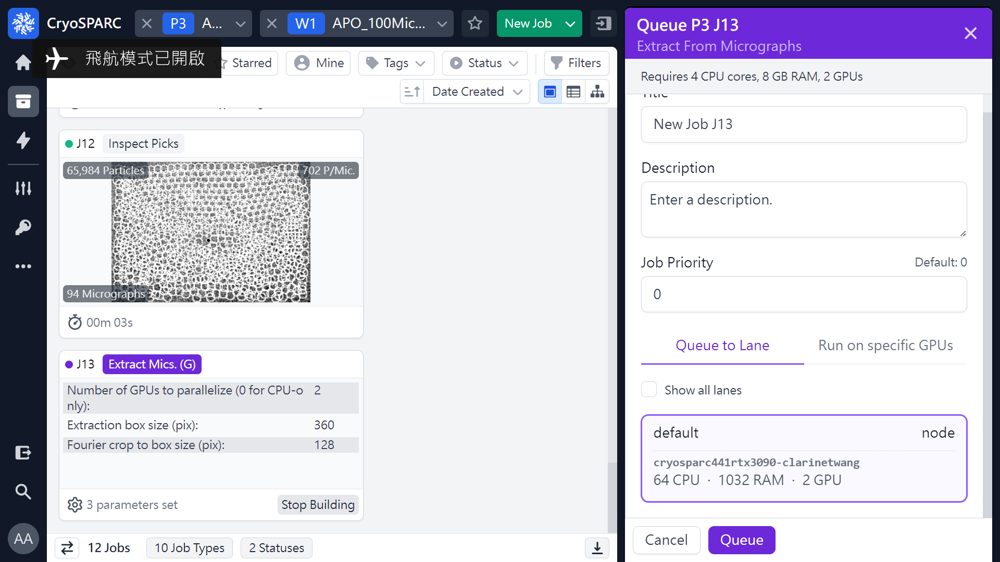 CryoSPARC
P3
A...
W1
APO_100Mic...
New Job
飛航模式已開啟
Starred
Mine
Tags
Status
Filters
Date Created
J12
Inspect Picks
65,984 Particles
702 P/Mic.
94 Micrographs
00m 03s
J13
Extract Mics. (G)
Number of GPUs to parallelize (0 for CPU-o
nly):
2
Extraction box size (pix):
360
Fourier crop to box size (pix):
128
3 parameters set
Stop Building
AA
12 Jobs
10 Job Types
2 Statuses
Queue P3 J13
Extract From Micrographs
Requires 4 CPU cores, 8 GB RAM, 2 GPUs
Title
New Job J13
Description
Enter a description.
Job Priority
Default: 0
0
Queue to Lane
Run on specific GPUs
Show all lanes
default
node
cryosparc441rtx3090-clarinetwang
64 CPU · 1032 RAM · 2 GPU
Cancel
Queue